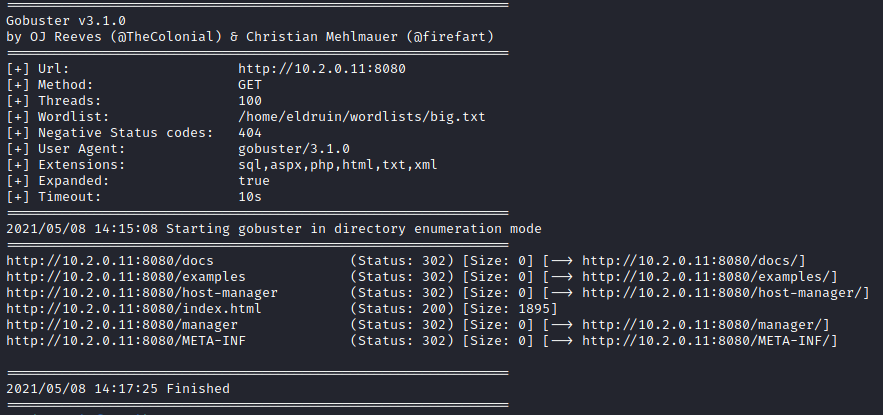 ===============================================================
Gobuster v3.1.0
by OJ Reeves (@TheColonial) & Christian Mehlmauer (@firefart)
===============================================================
[+] Url:                     http://10.2.0.11:8080
[+] Method:                  GET
[+] Threads:                 100
[+] Wordlist:                /home/eldruin/wordlists/big.txt
[+] Negative Status codes:   404
[+] User Agent:              gobuster/3.1.0
[+] Extensions:              sql,aspx,php,html,txt,xml
[+] Expanded:                true
[+] Timeout:                 10s
===============================================================
2021/05/08 14:15:08 Starting gobuster in directory enumeration mode
===============================================================
http://10.2.0.11:8080/docs                 (Status: 302) [Size: 0] [--> http://10.2.0.11:8080/docs/]
http://10.2.0.11:8080/examples             (Status: 302) [Size: 0] [--> http://10.2.0.11:8080/examples/]
http://10.2.0.11:8080/host-manager         (Status: 302) [Size: 0] [--> http://10.2.0.11:8080/host-manager/]
http://10.2.0.11:8080/index.html           (Status: 200) [Size: 1895]
http://10.2.0.11:8080/manager              (Status: 302) [Size: 0] [--> http://10.2.0.11:8080/manager/]
http://10.2.0.11:8080/META-INF             (Status: 302) [Size: 0] [--> http://10.2.0.11:8080/META-INF/]
===============================================================
2021/05/08 14:17:25 Finished
===============================================================